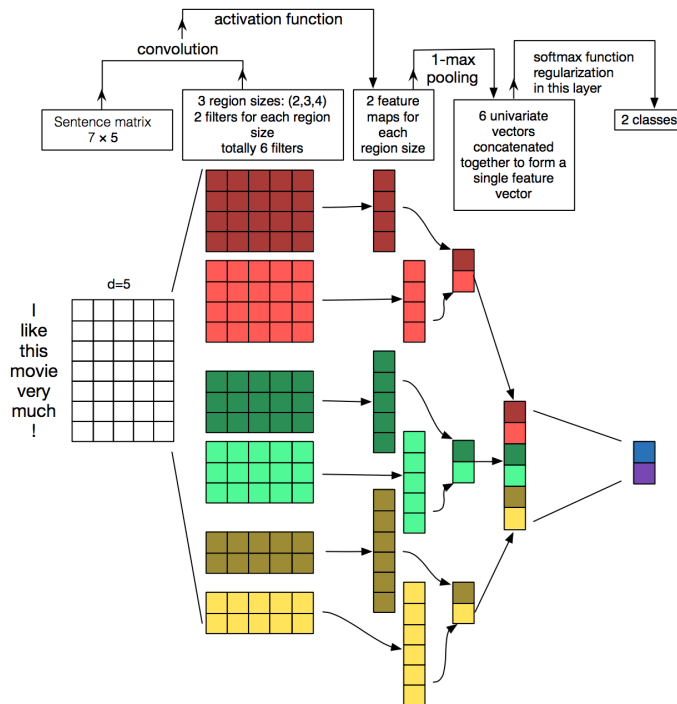 activation function
convolution
1-max
pooling
softmax function
regularization
in this layer
Sentence matrix
7 × 5
3 region sizes: (2,3,4)
2 filters for each region
size
totally 6 filters
2 feature
maps for
each
region size
6 univariate
vectors
concatenated
together to form a
single feature
vector
2 classes
d=5
I
like
this
movie
very
much
!